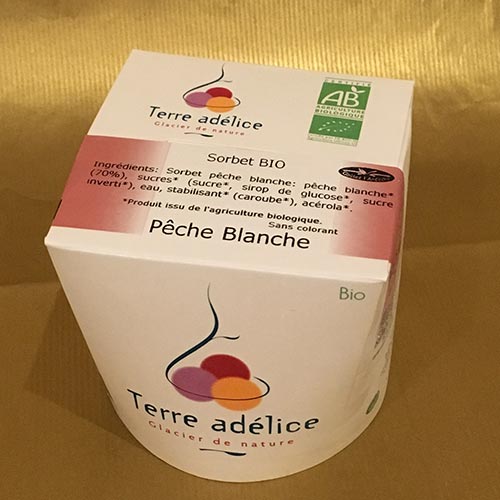 Terre adélice
Glacier de nature
CERTIFIÉ
AB
AGRICULTURE
BIOLOGIQUE
Sorbet BIO
Ingrédients: Sorbet pêche blanche: pêche blanche*
(70%), sucres* (sucre*, sirop de glucose*, sucre
inverti*), eau, stabilisant* (caroube*), acérola*.
*Produit issu de l'agriculture biologique.
Sans colorant
Pêche Blanche
Bio
Terre adélice
Glacier de nature